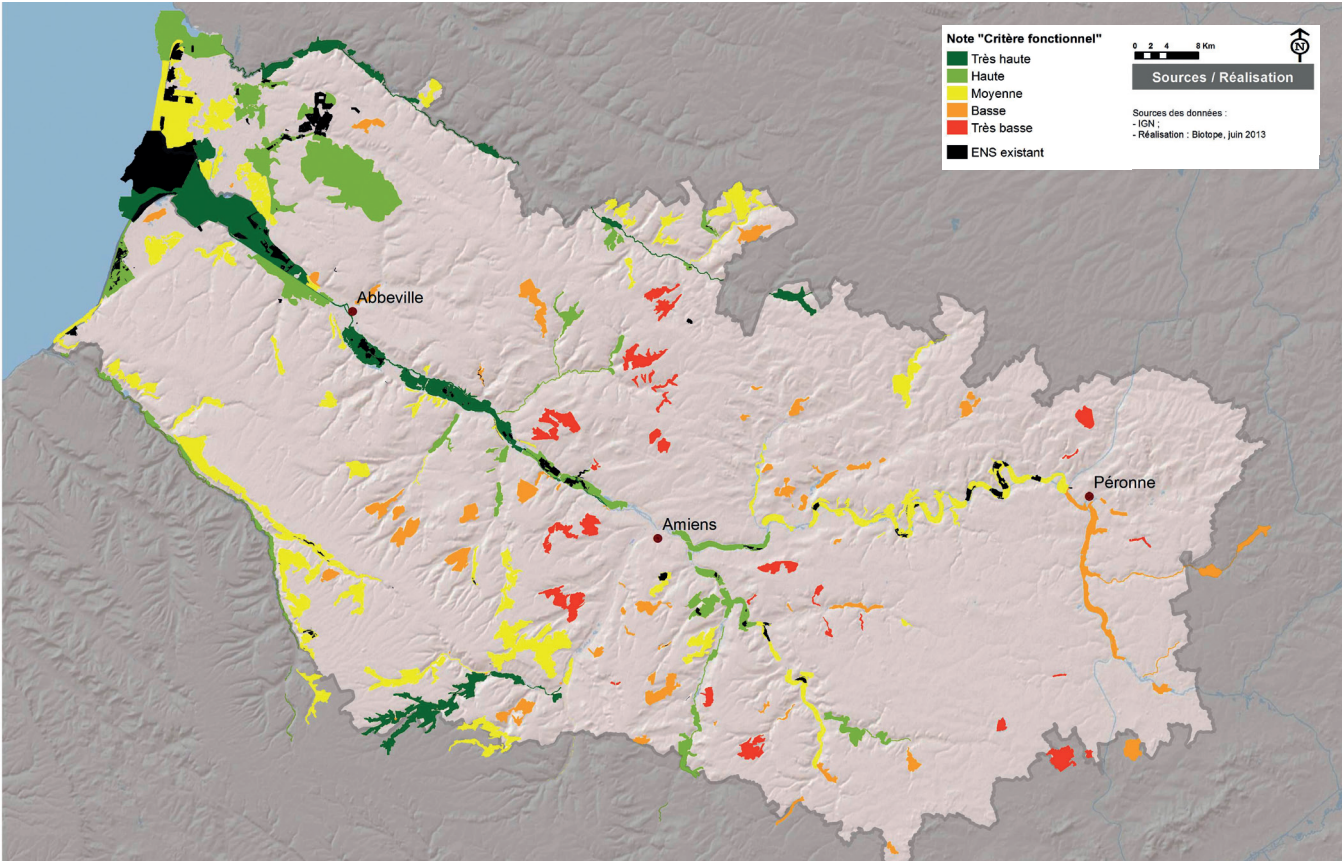 Note "Critère fonctionnel"
Très haute
Haute
Moyenne
Basse
Très basse
ENS existant
0 2 4 8 Km
N
Sources / Réalisation
Sources des données :
- IGN ;
- Réalisation : Biotope, juin 2013
Abbeville
Péronne
Amiens